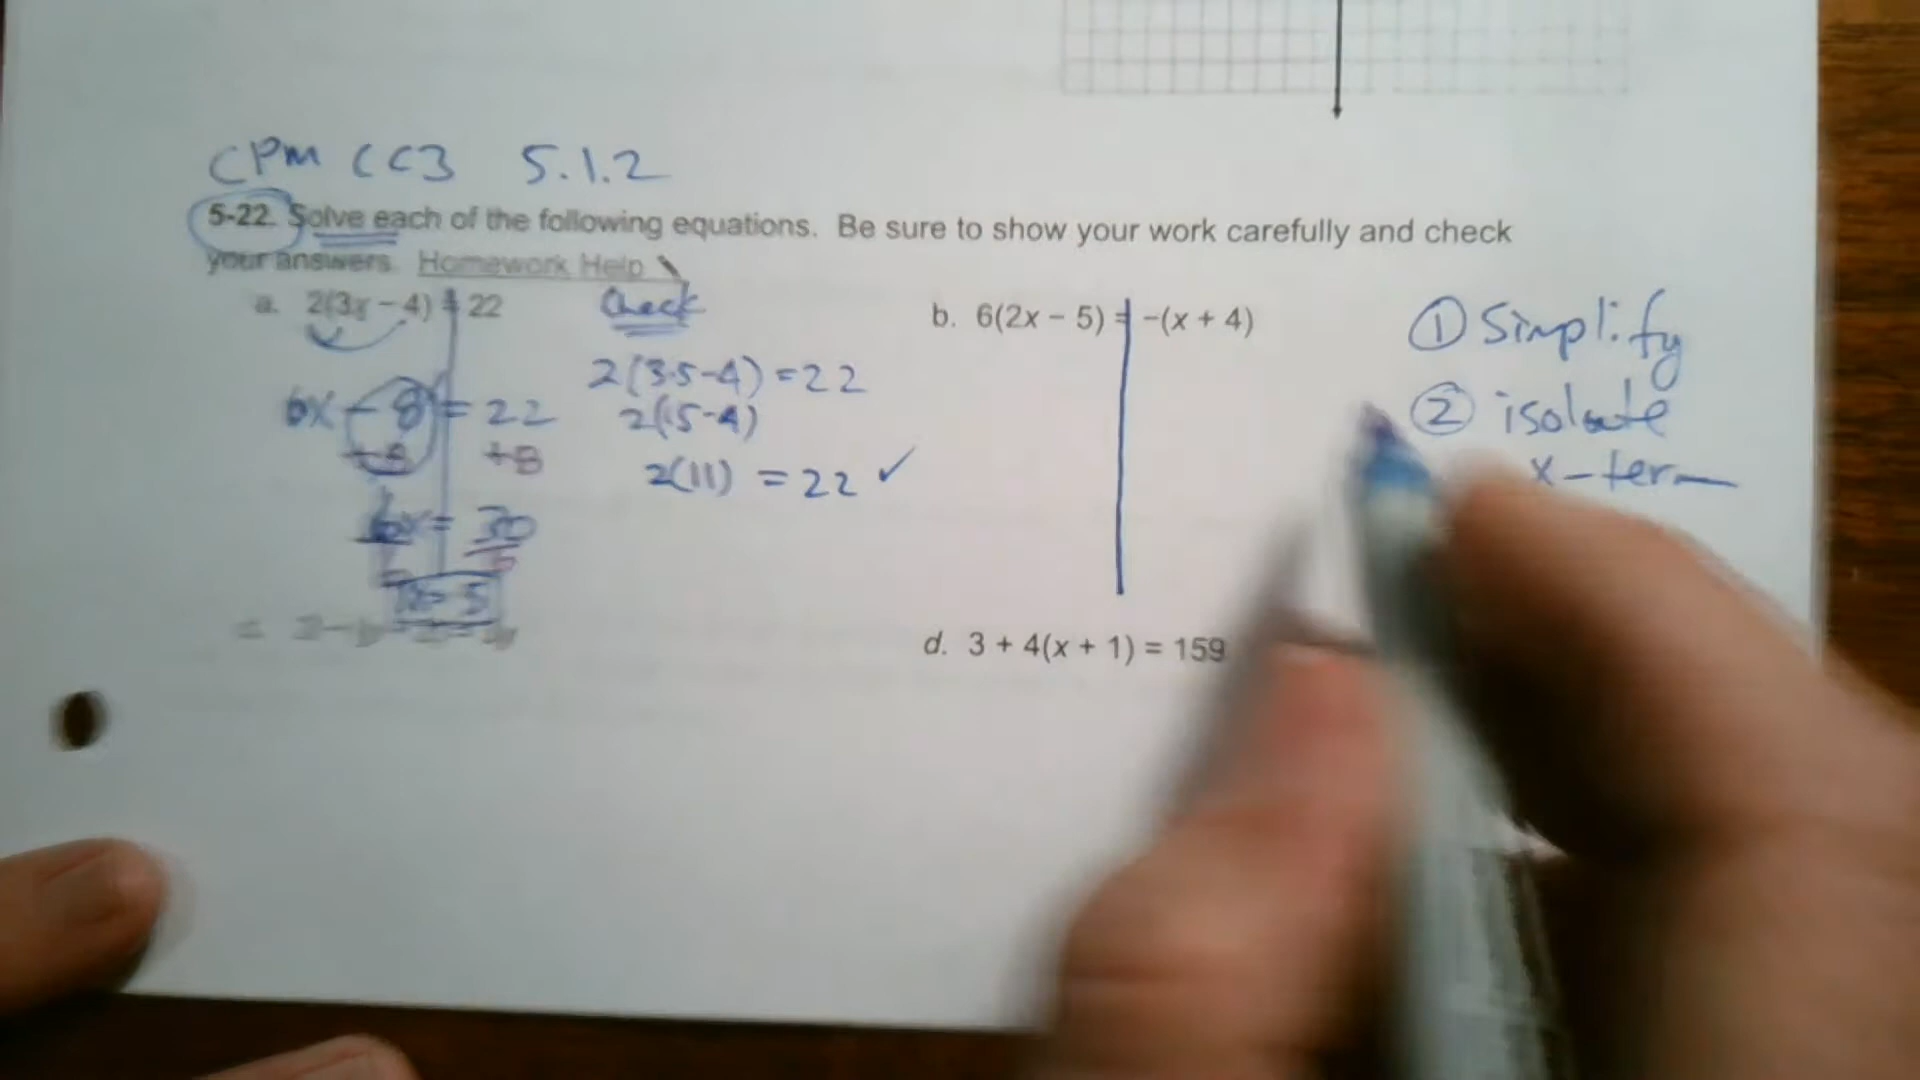 CPM CC3 5.1.2
5-22. Solve each of the following equations. Be sure to show your work carefully and check
your answers. Homework Help
a. 2(3x − 4) = 22
Check
6x − 8 = 22
+8 +8
6x = 30
x = 5
2(3·5-4) = 22
2(15-4)
2(11) = 22 ✓
b. 6(2x − 5) = -(x + 4)
① Simplify
② isolate
x-term
d. 3 + 4(x + 1) = 159